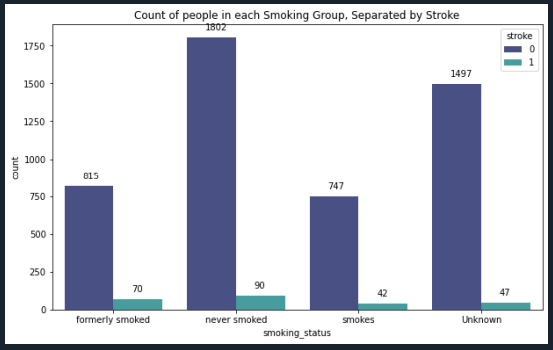 Count of people in each Smoking Group, Separated by Stroke
stroke
0
1
1802
1497
815
747
70
90
42
47
1750
1500
1250
1000
750
500
250
0
count
formerly smoked
never smoked
smokes
Unknown
smoking_status